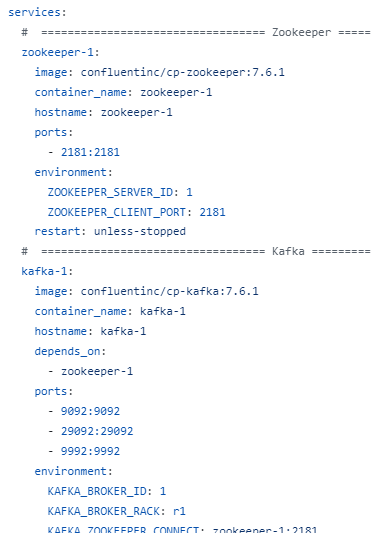 services:
  #  ================================== Zookeeper =====
  zookeeper-1:
    image: confluentinc/cp-zookeeper:7.6.1
    container_name: zookeeper-1
    hostname: zookeeper-1
    ports:
      - 2181:2181
    environment:
      ZOOKEEPER_SERVER_ID: 1
      ZOOKEEPER_CLIENT_PORT: 2181
    restart: unless-stopped
  #  ================================== Kafka =========
  kafka-1:
    image: confluentinc/cp-kafka:7.6.1
    container_name: kafka-1
    hostname: kafka-1
    depends_on:
      - zookeeper-1
    ports:
      - 9092:9092
      - 29092:29092
      - 9992:9992
    environment:
      KAFKA_BROKER_ID: 1
      KAFKA_BROKER_RACK: r1
      KAFKA_ZOOKEEPER_CONNECT: zookeeper-1:2181